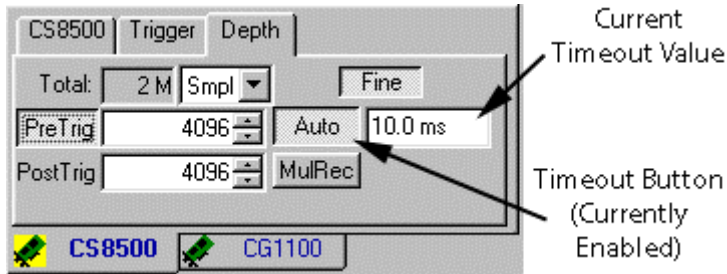 CS8500 Trigger Depth
Total: 2 M Smpl Fine
PreTrig 4096 Auto 10.0 ms
PostTrig 4096 MulRec
CS8500 CG1100
Current
Timeout Value
Timeout Button
(Currently
Enabled)